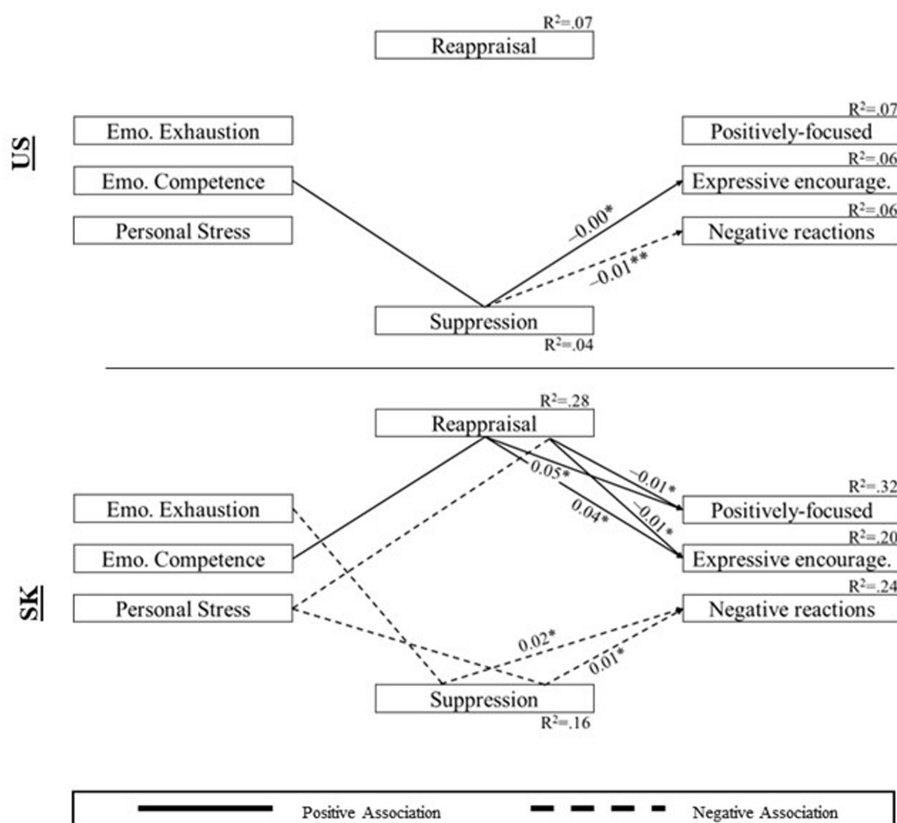 R²=.07
Reappraisal
US
Emo. Exhaustion
R²=.07
Positively-focused
Emo. Competence
R²=.06
Expressive encourage.
Personal Stress
R²=.06
Negative reactions
−0.00*
−0.01**
Suppression
R²=.04
R²=.28
Reappraisal
SK
0.05*
−0.01*
0.04*
−0.01*
Emo. Exhaustion
R²=.32
Positively-focused
Emo. Competence
R²=.20
Expressive encourage.
Personal Stress
R²=.24
Negative reactions
0.02*
0.01*
Suppression
R²=.16
Positive Association
Negative Association